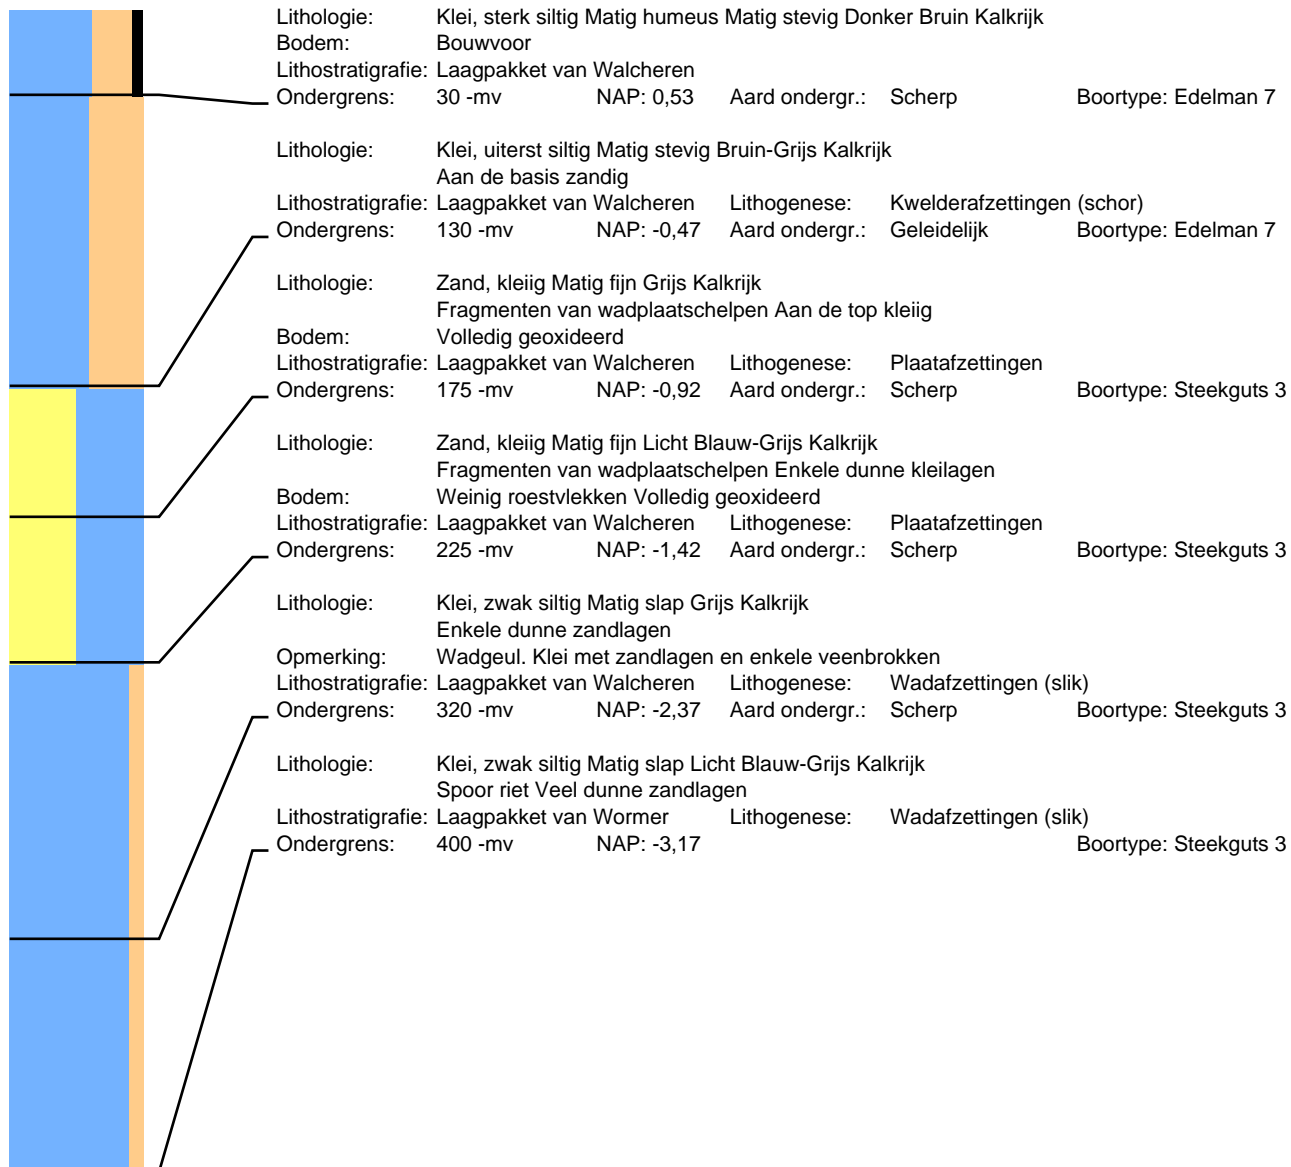 Lithologie: Klei, sterk siltig Matig humeus Matig stevig Donker Bruin Kalkrijk
Bodem: Bouwvoor
Lithostratigrafie: Laagpakket van Walcheren
Ondergrens: 30 -mv NAP: 0,53 Aard ondergr.: Scherp Boortype: Edelman 7
Lithologie: Klei, uiterst siltig Matig stevig Bruin-Grijs Kalkrijk
Aan de basis zandig
Lithostratigrafie: Laagpakket van Walcheren Lithogenese: Kwelderafzettingen (schor)
Ondergrens: 130 -mv NAP: -0,47 Aard ondergr.: Geleidelijk Boortype: Edelman 7
Lithologie: Zand, kleiig Matig fijn Grijs Kalkrijk
Fragmenten van wadplaatschelpen Aan de top kleiig
Bodem: Volledig geoxideerd
Lithostratigrafie: Laagpakket van Walcheren Lithogenese: Plaatafzettingen
Ondergrens: 175 -mv NAP: -0,92 Aard ondergr.: Scherp Boortype: Steekguts 3
Lithologie: Zand, kleiig Matig fijn Licht Blauw-Grijs Kalkrijk
Fragmenten van wadplaatschelpen Enkele dunne kleilagen
Bodem: Weinig roestvlekken Volledig geoxideerd
Lithostratigrafie: Laagpakket van Walcheren Lithogenese: Plaatafzettingen
Ondergrens: 225 -mv NAP: -1,42 Aard ondergr.: Scherp Boortype: Steekguts 3
Lithologie: Klei, zwak siltig Matig slap Grijs Kalkrijk
Enkele dunne zandlagen
Opmerking: Wadgeul. Klei met zandlagen en enkele veenbrokken
Lithostratigrafie: Laagpakket van Walcheren Lithogenese: Wadafzettingen (slik)
Ondergrens: 320 -mv NAP: -2,37 Aard ondergr.: Scherp Boortype: Steekguts 3
Lithologie: Klei, zwak siltig Matig slap Licht Blauw-Grijs Kalkrijk
Spoor riet Veel dunne zandlagen
Lithostratigrafie: Laagpakket van Wormer Lithogenese: Wadafzettingen (slik)
Ondergrens: 400 -mv NAP: -3,17 Boortype: Steekguts 3